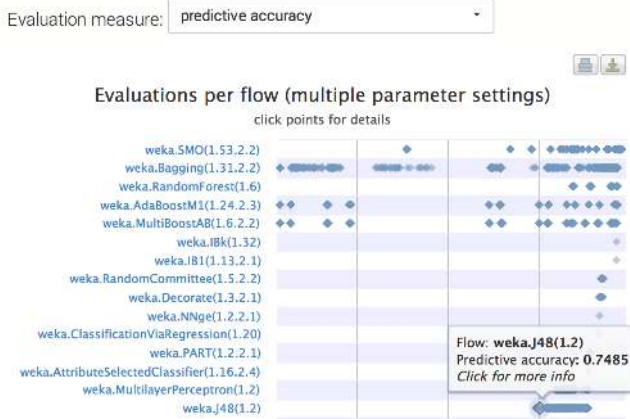 Evaluation measure: predictive accuracy
Evaluations per flow (multiple parameter settings)
click points for details
weka.SMO(1.53.2.2)
weka.Bagging(1.31.2.2)
weka.RandomForest(1.6)
weka.AdaBoostM1(1.24.2.3)
weka.MultiBoostAB(1.6.2.2)
weka.IBk(1.32)
weka.IB1(1.13.2.1)
weka.RandomCommittee(1.5.2.2)
weka.Decorate(1.3.2.1)
weka.NNge(1.2.2.1)
weka.ClassificationViaRegression(1.20)
weka.PART(1.2.2.1)
weka.AttributeSelectedClassifier(1.16.2.4)
weka.MultilayerPerceptron(1.2)
weka.J48(1.2)
Flow: weka.J48(1.2)
Predictive accuracy: 0.7485
Click for more info